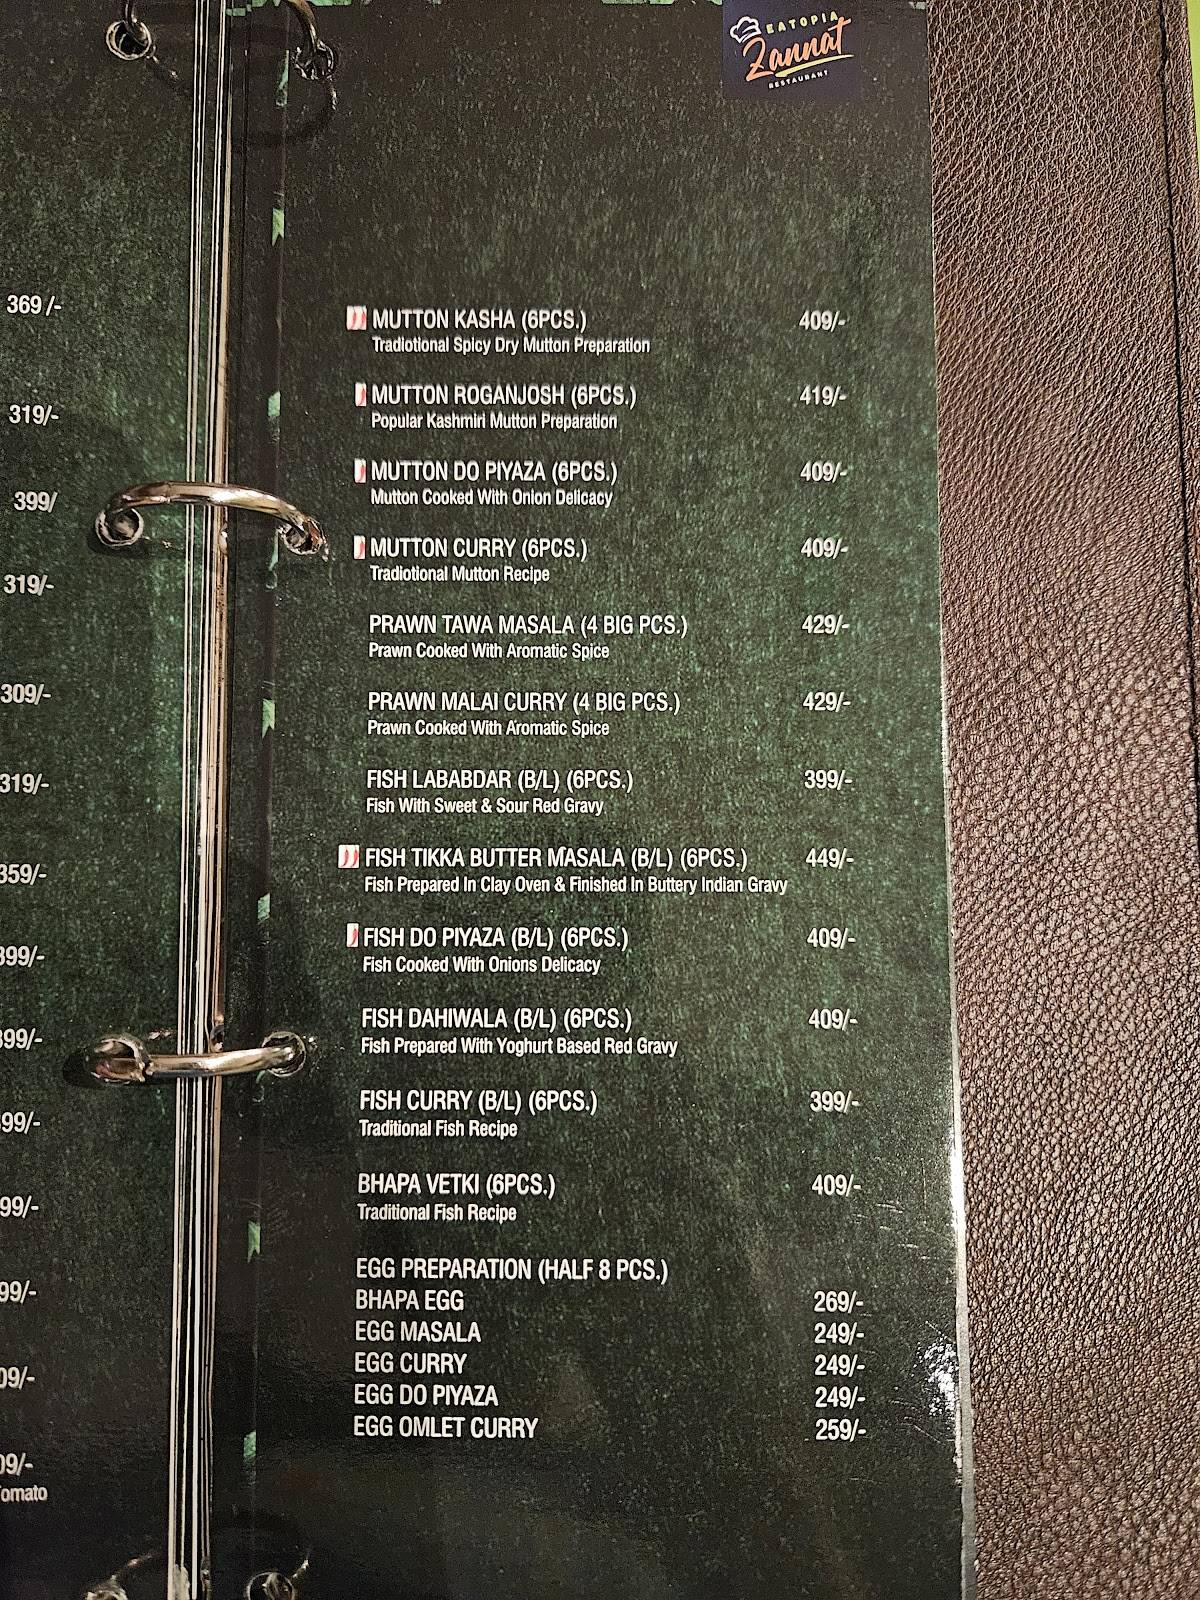 EATOPIA
Zannat
RESTAURANT
369 /-
319/-
399/
319/-
309/-
319/-
359/-
399/-
99/-
99/-
99/-
99/-
09/-
09/-
omato
MUTTON KASHA (6PCS.) 409/-
Tradiotional Spicy Dry Mutton Preparation
MUTTON ROGANJOSH (6PCS.) 419/-
Popular Kashmiri Mutton Preparation
MUTTON DO PIYAZA (6PCS.) 409/-
Mutton Cooked With Onion Delicacy
MUTTON CURRY (6PCS.) 409/-
Tradiotional Mutton Recipe
PRAWN TAWA MASALA (4 BIG PCS.) 429/-
Prawn Cooked With Aromatic Spice
PRAWN MALAI CURRY (4 BIG PCS.) 429/-
Prawn Cooked With Aromatic Spice
FISH LABABDAR (B/L) (6PCS.) 399/-
Fish With Sweet & Sour Red Gravy
FISH TIKKA BUTTER MASALA (B/L) (6PCS.) 449/-
Fish Prepared In Clay Oven & Finished In Buttery Indian Gravy
FISH DO PIYAZA (B/L) (6PCS.) 409/-
Fish Cooked With Onions Delicacy
FISH DAHIWALA (B/L) (6PCS.) 409/-
Fish Prepared With Yoghurt Based Red Gravy
FISH CURRY (B/L) (6PCS.) 399/-
Traditional Fish Recipe
BHAPA VETKI (6PCS.) 409/-
Traditional Fish Recipe
EGG PREPARATION (HALF 8 PCS.)
BHAPA EGG 269/-
EGG MASALA 249/-
EGG CURRY 249/-
EGG DO PIYAZA 249/-
EGG OMLET CURRY 259/-